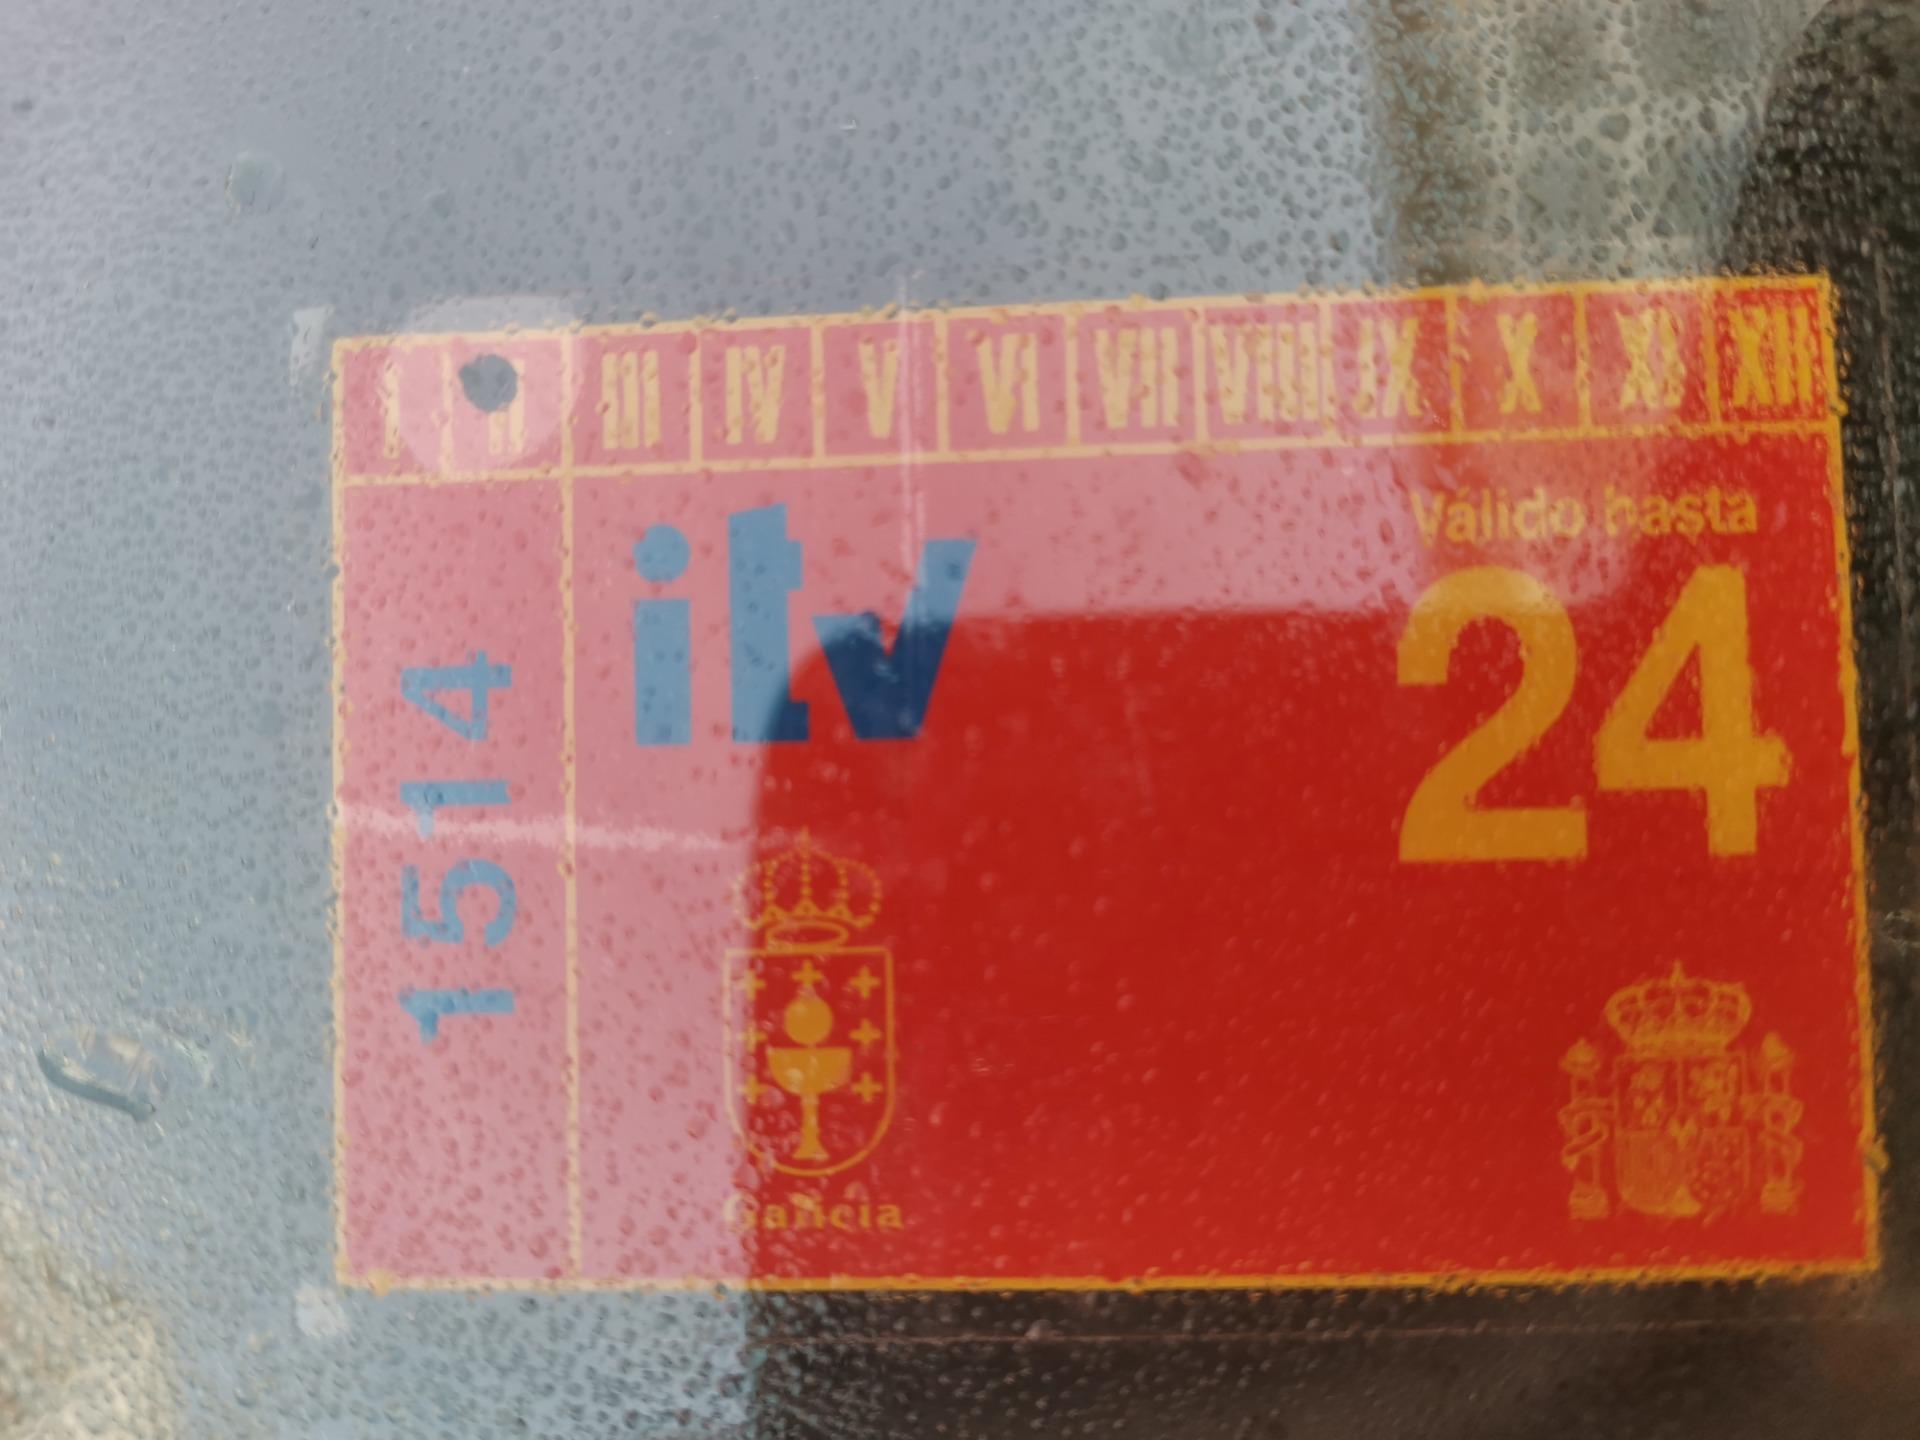 I II III IV V VI VII VIII IX X XI XII
Válido hasta
itv
24
1514
Galicia